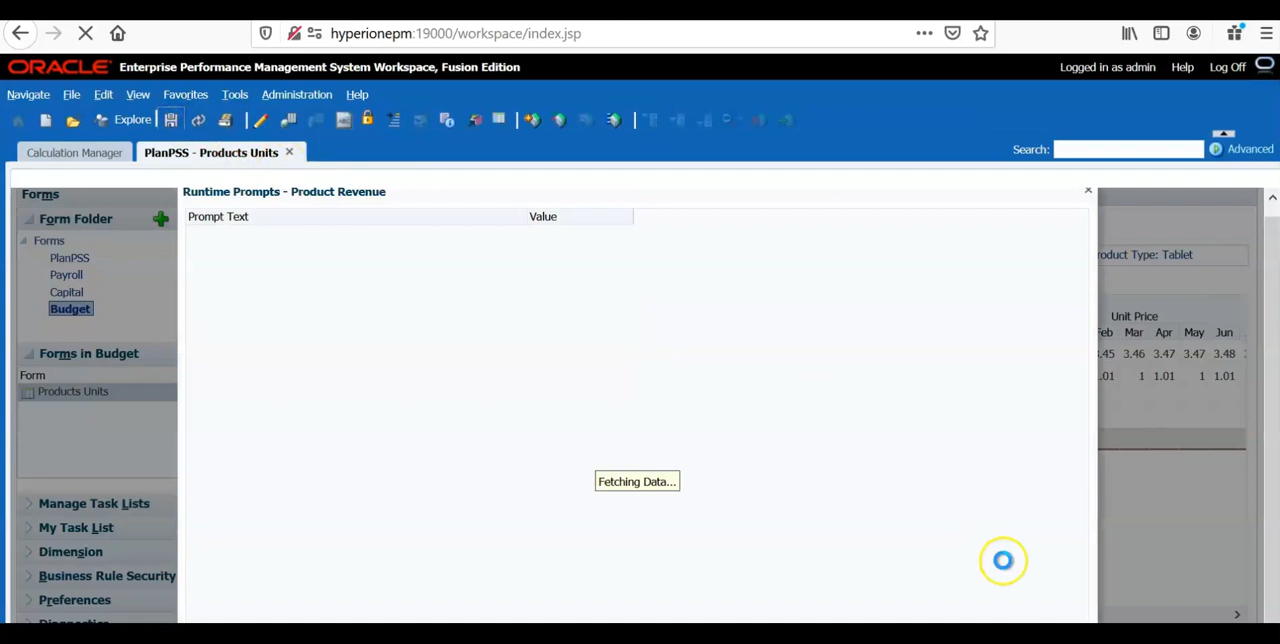 hyperionepm:19000/workspace/index.jsp
ORACLE Enterprise Performance Management System Workspace, Fusion Edition
Logged in as admin Help Log Off
Navigate File Edit View Favorites Tools Administration Help
Explore
Calculation Manager PlanPSS - Products Units
Search: Advanced
Forms
Runtime Prompts - Product Revenue
Prompt Text Value
Form Folder
Forms
PlanPSS
Payroll
Capital
Budget
roduct Type: Tablet
Unit Price
eb Mar Apr May Jun
.45 3.46 3.47 3.47 3.48
.01 1 1.01 1 1.01
Forms in Budget
Form
Products Units
Fetching Data...
Manage Task Lists
My Task List
Dimension
Business Rule Security
Preferences